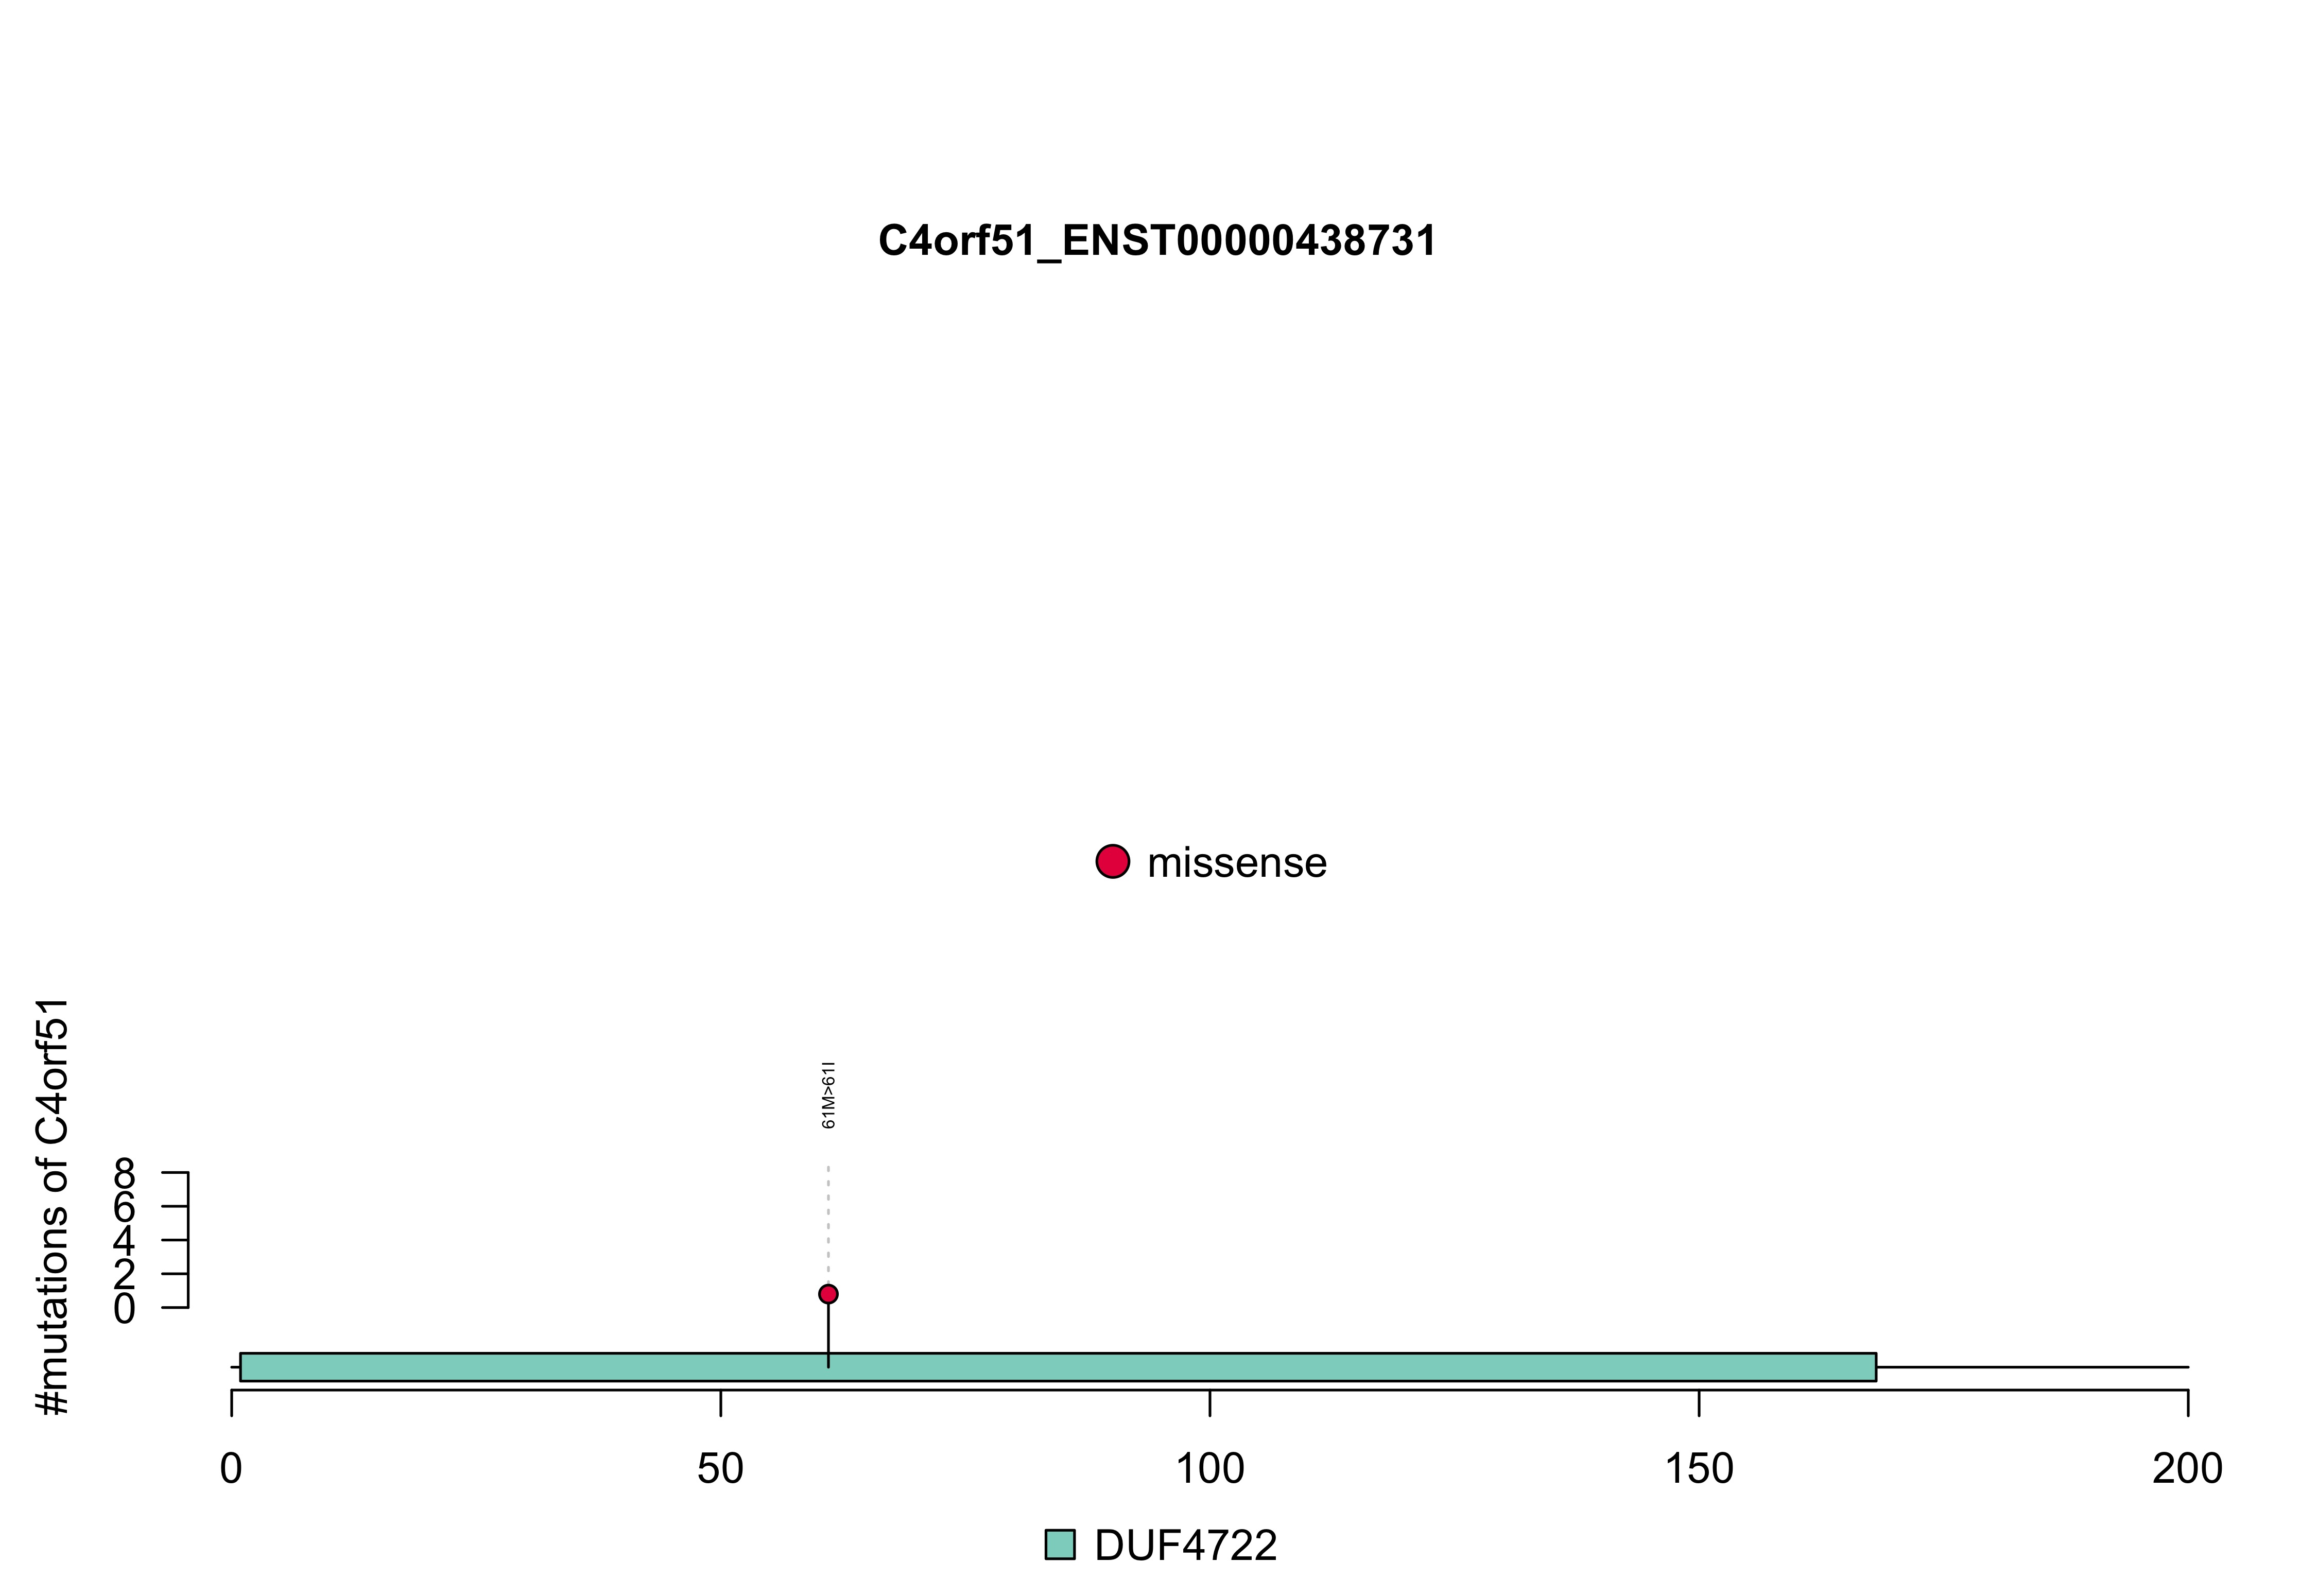 C4orf51_ENST00000438731
missense
#mutations of C4orf51
61M>61I
8
6
4
2
0
0 50 100 150 200
DUF4722